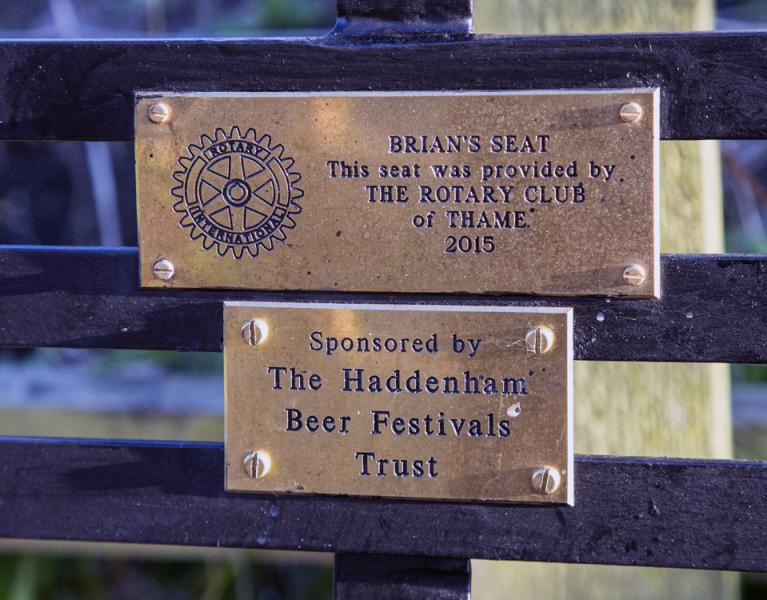 ROTARY
INTERNATIONAL
BRIAN'S SEAT
This seat was provided by
THE ROTARY CLUB
of THAME
2015
Sponsored by
The Haddenham
Beer Festivals
Trust